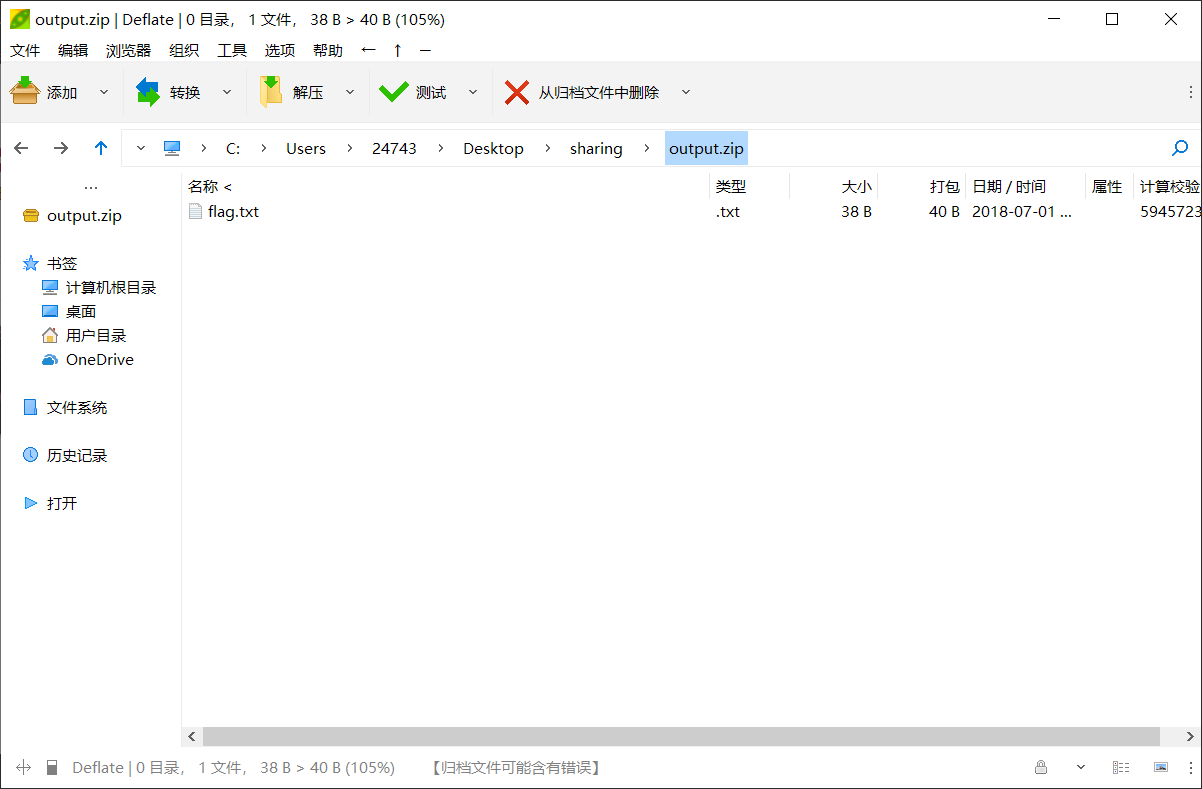 output.zip | Deflate | 0 目录， 1 文件， 38 B > 40 B (105%)
文件 编辑 浏览器 组织 工具 选项 帮助 ← ↑ −
添加 转换 解压 测试 从归档文件中删除
C: Users 24743 Desktop sharing output.zip
...
output.zip
书签
计算机根目录
桌面
用户目录
OneDrive
文件系统
历史记录
打开
名称 < 类型 大小 打包 日期 / 时间 属性 计算校验
flag.txt .txt 38 B 40 B 2018-07-01 ... 5945723
Deflate | 0 目录， 1 文件， 38 B > 40 B (105%) 【归档文件可能含有错误】